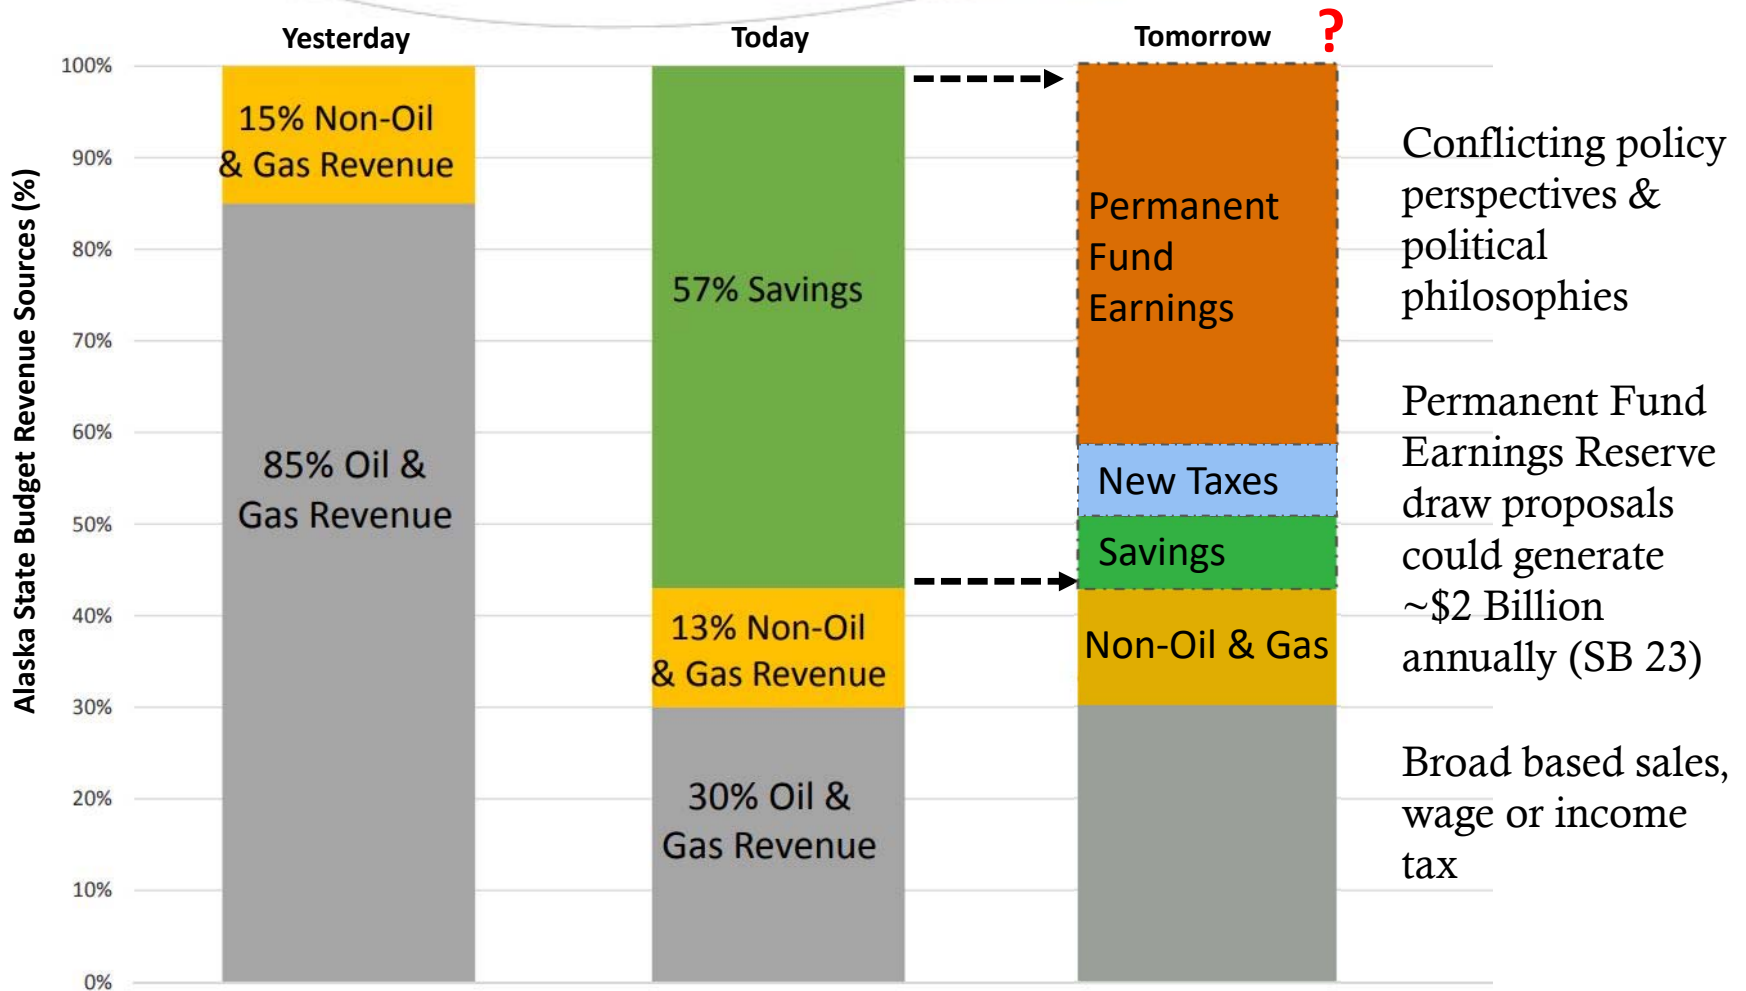 Yesterday
Today
Tomorrow
?
Alaska State Budget Revenue Sources (%)
100%
90%
80%
70%
60%
50%
40%
30%
20%
10%
0%
15% Non-Oil
& Gas Revenue
85% Oil &
Gas Revenue
57% Savings
13% Non-Oil
& Gas Revenue
30% Oil &
Gas Revenue
Permanent
Fund
Earnings
New Taxes
Savings
Non-Oil & Gas
Conflicting policy
perspectives &
political
philosophies
Permanent Fund
Earnings Reserve
draw proposals
could generate
~$2 Billion
annually (SB 23)
Broad based sales,
wage or income
tax